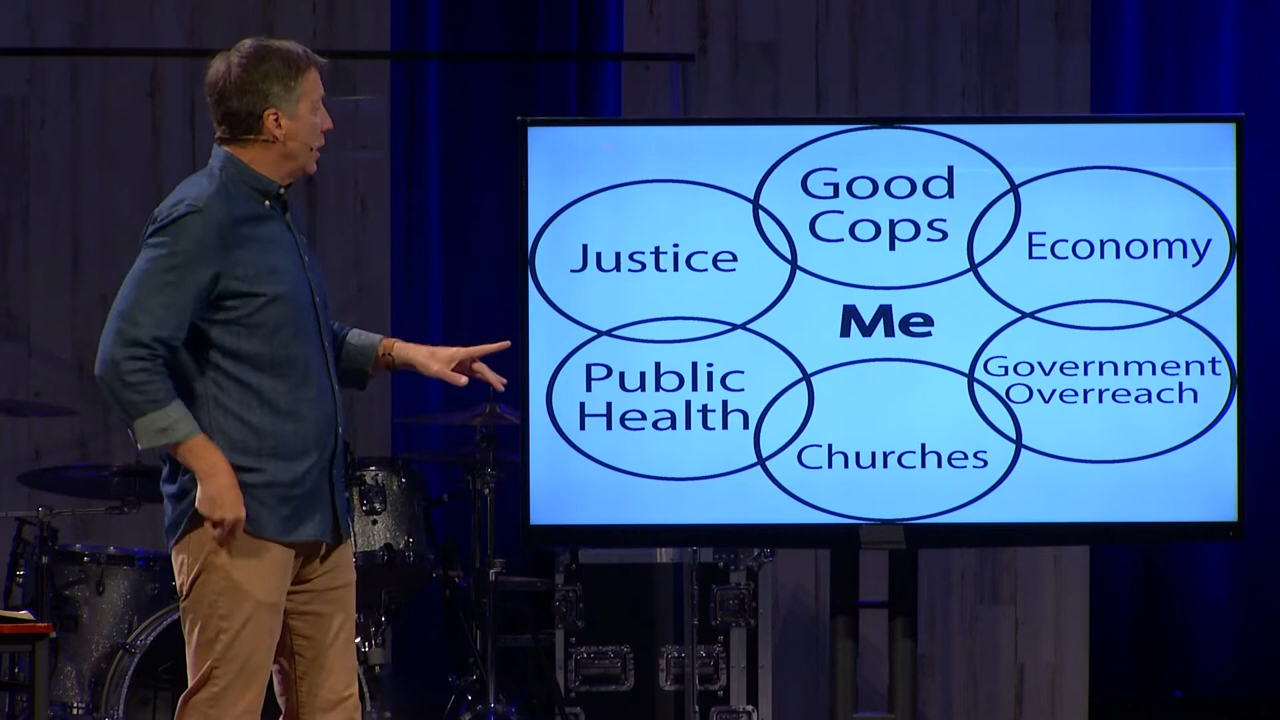 Good
Cops
Justice
Economy
Me
Public
Health
Government
Overreach
Churches